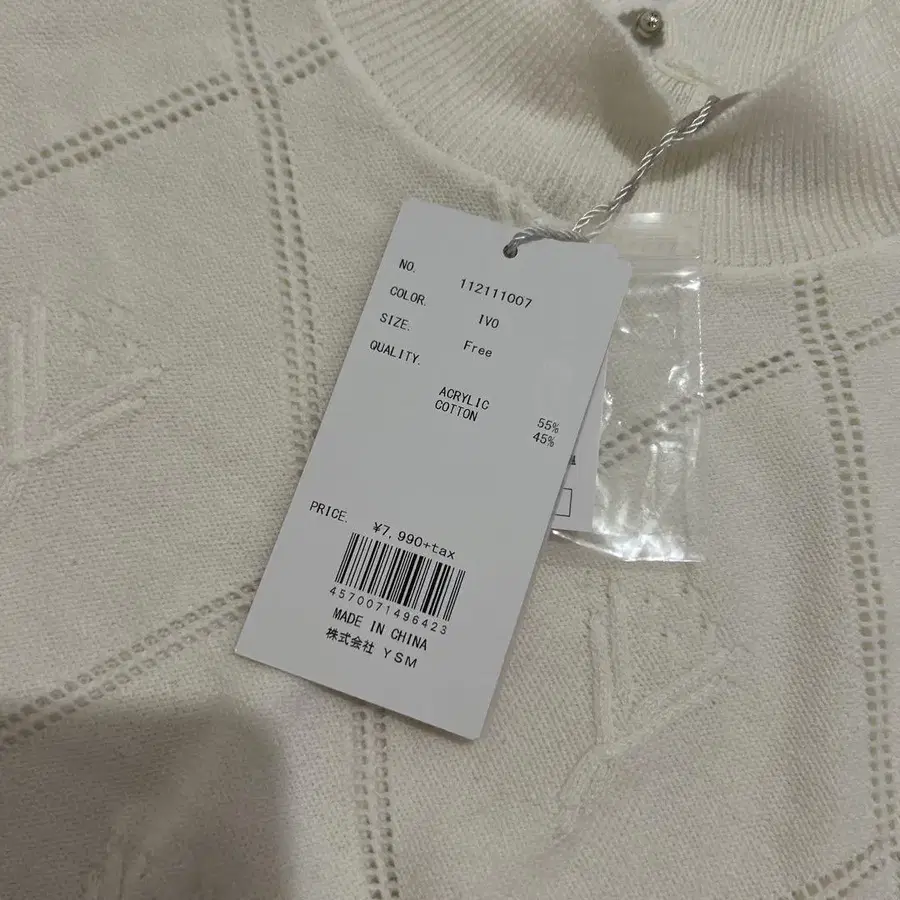 NO. 112111007
COLOR. IVO
SIZE. Free
QUALITY.
ACRYLIC 55%
COTTON 45%
PRICE. ¥7,990+tax
4570071496423
MADE IN CHINA
株式会社 YSM